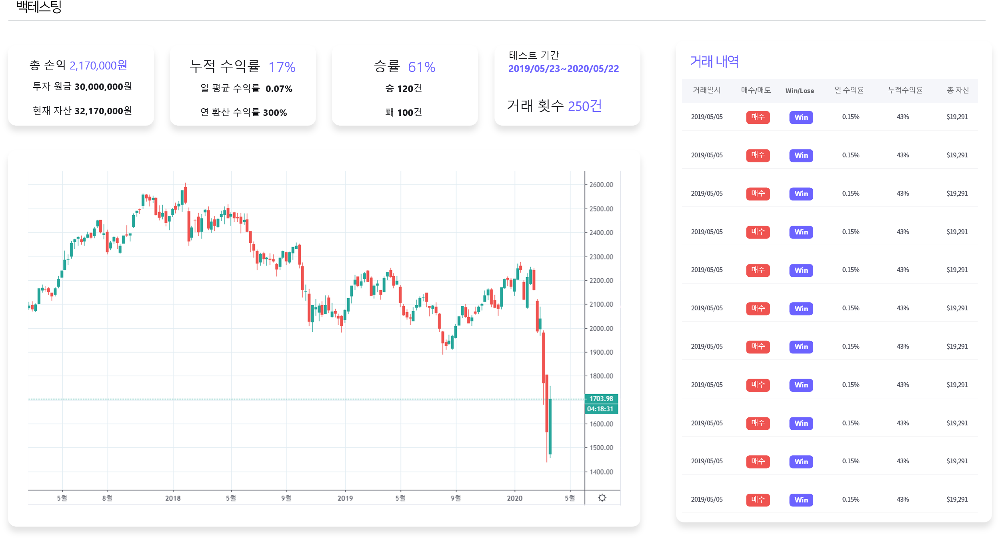 백테스팅
총 손익 2,170,000원
투자 원금 30,000,000원
현재 자산 32,170,000원
누적 수익률 17%
일 평균 수익률 0.07%
연 환산 수익률 300%
승률 61%
승 120건
패 100건
테스트 기간
2019/05/23~2020/05/22
거래 횟수 250건
2600.00
2500.00
2400.00
2300.00
2200.00
2100.00
2000.00
1900.00
1800.00
1703.98
04:18:31
1600.00
1500.00
1400.00
5월 8월 2018 5월 9월 2019 5월 9월 2020 5월
거래 내역
거래일시 매수/매도 Win/Lose 일 수익률 누적수익률 총 자산
2019/05/05 매수 Win 0.15% 43% $19,291
2019/05/05 매수 Win 0.15% 43% $19,291
2019/05/05 매수 Win 0.15% 43% $19,291
2019/05/05 매수 Win 0.15% 43% $19,291
2019/05/05 매수 Win 0.15% 43% $19,291
2019/05/05 매수 Win 0.15% 43% $19,291
2019/05/05 매수 Win 0.15% 43% $19,291
2019/05/05 매수 Win 0.15% 43% $19,291
2019/05/05 매수 Win 0.15% 43% $19,291
2019/05/05 매수 Win 0.15% 43% $19,291
2019/05/05 매수 Win 0.15% 43% $19,291